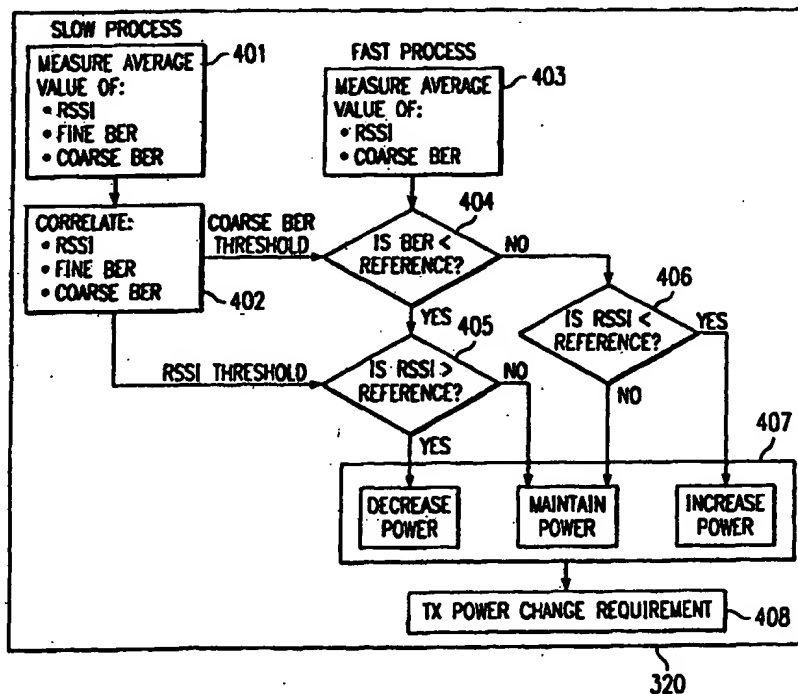 SLOW PROCESS
401
MEASURE AVERAGE
VALUE OF:
• RSSI
• FINE BER
• COARSE BER
FAST PROCESS
403
MEASURE AVERAGE
VALUE OF:
• RSSI
• COARSE BER
CORRELATE:
• RSSI
• FINE BER
• COARSE BER
402
COARSE BER
THRESHOLD
404
IS BER <
REFERENCE?
NO
YES
406
IS RSSI <
REFERENCE?
YES
NO
RSSI THRESHOLD
405
IS RSSI >
REFERENCE?
NO
YES
407
DECREASE
POWER
MAINTAIN
POWER
INCREASE
POWER
TX POWER CHANGE REQUIREMENT
408
320